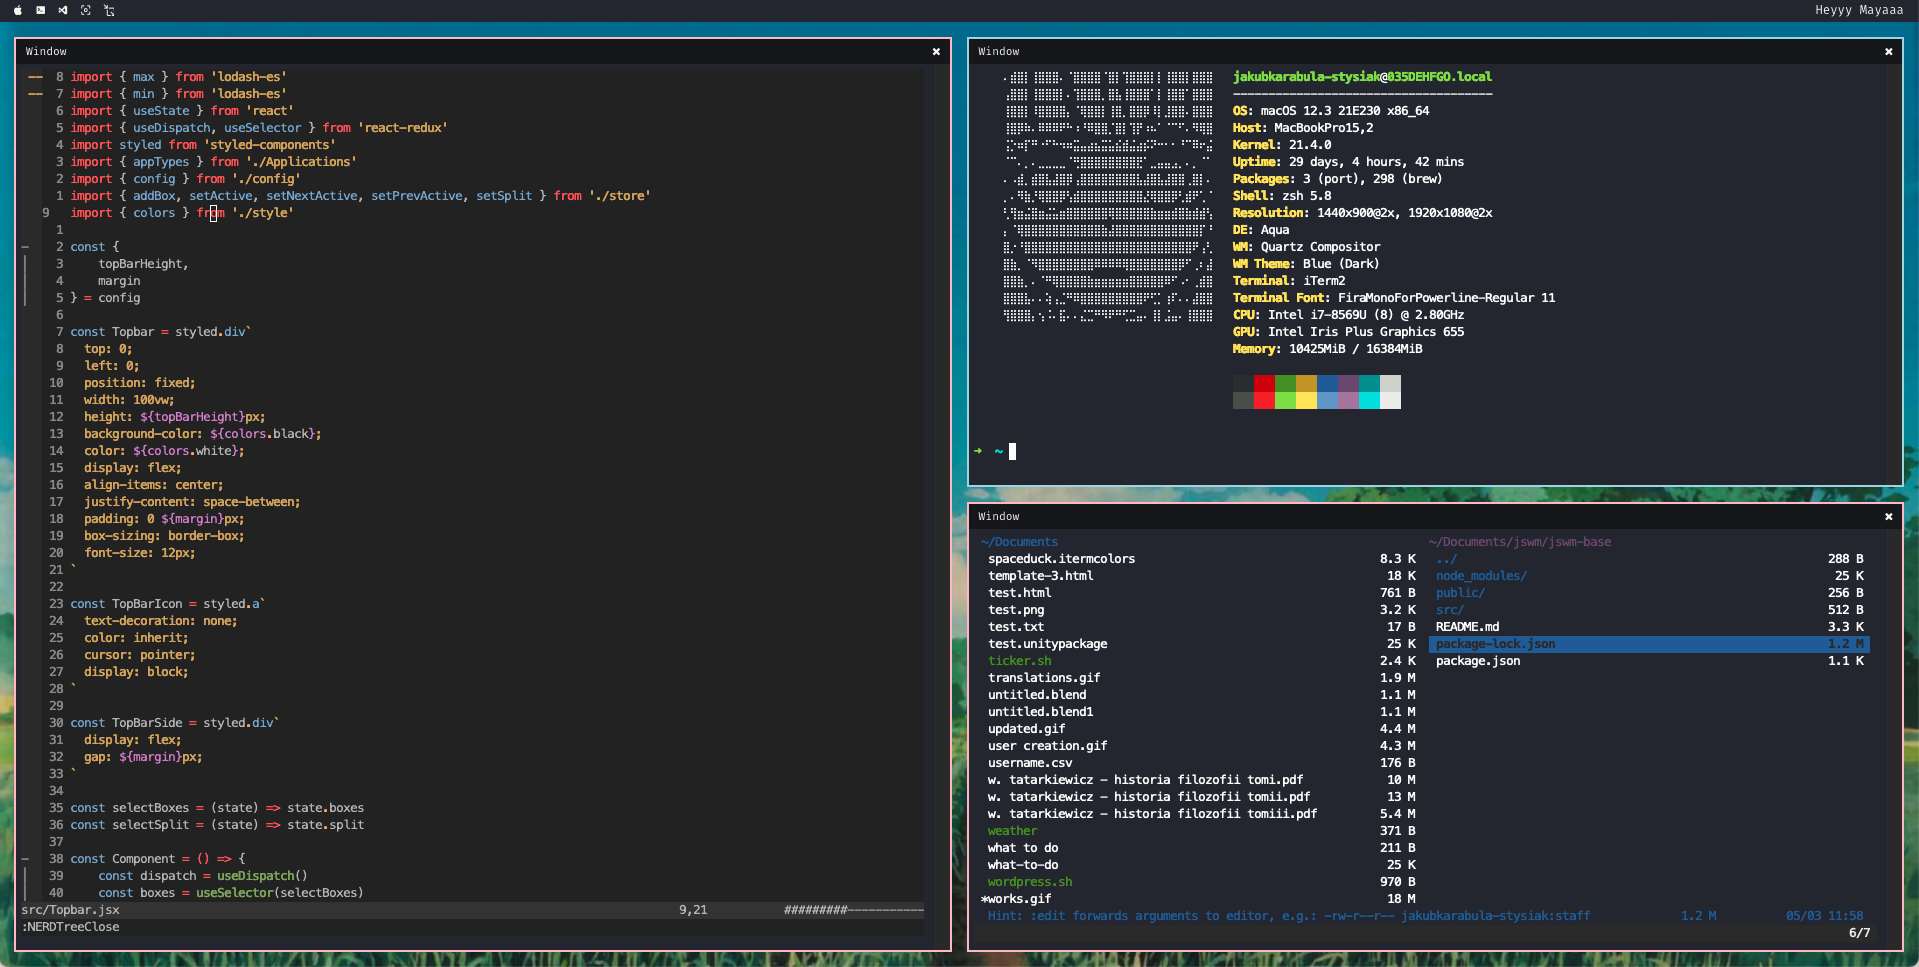 Heyyy Mayaaa
Window
8 import { max } from 'lodash-es'
7 import { min } from 'lodash-es'
6 import { useState } from 'react'
5 import { useDispatch, useSelector } from 'react-redux'
4 import styled from 'styled-components'
3 import { appTypes } from './Applications'
2 import { config } from './config'
1 import { addBox, setActive, setNextActive, setPrevActive, setSplit } from './store'
9 import { colors } from './style'
1
2 const {
3 topBarHeight,
4 margin
5 } = config
6
7 const Topbar = styled.div`
8 top: 0;
9 left: 0;
10 position: fixed;
11 width: 100vw;
12 height: ${topBarHeight}px;
13 background-color: ${colors.black};
14 color: ${colors.white};
15 display: flex;
16 align-items: center;
17 justify-content: space-between;
18 padding: 0 ${margin}px;
19 box-sizing: border-box;
20 font-size: 12px;
21 `
22
23 const TopBarIcon = styled.a`
24 text-decoration: none;
25 color: inherit;
26 cursor: pointer;
27 display: block;
28 `
29
30 const TopBarSide = styled.div`
31 display: flex;
32 gap: ${margin}px;
33 `
34
35 const selectBoxes = (state) => state.boxes
36 const selectSplit = (state) => state.split
37
38 const Component = () => {
39 const dispatch = useDispatch()
40 const boxes = useSelector(selectBoxes)
src/Topbar.jsx 9,21 #########-----------
:NERDTreeClose
Window
jakubkarabula-stysiak@035DEHFGO.local
-------------------------------------
OS: macOS 12.3 21E230 x86_64
Host: MacBookPro15,2
Kernel: 21.4.0
Uptime: 29 days, 4 hours, 42 mins
Packages: 3 (port), 298 (brew)
Shell: zsh 5.8
Resolution: 1440x900@2x, 1920x1080@2x
DE: Aqua
WM: Quartz Compositor
WM Theme: Blue (Dark)
Terminal: iTerm2
Terminal Font: FiraMonoForPowerline-Regular 11
CPU: Intel i7-8569U (8) @ 2.80GHz
GPU: Intel Iris Plus Graphics 655
Memory: 10425MiB / 16384MiB
➜ ~
Window
~/Documents
spaceduck.itermcolors 8.3 K
template-3.html 18 K
test.html 761 B
test.png 3.2 K
test.txt 17 B
test.unitypackage 25 K
ticker.sh 2.4 K
translations.gif 1.9 M
untitled.blend 1.1 M
untitled.blend1 1.1 M
updated.gif 4.4 M
user creation.gif 4.3 M
username.csv 176 B
w. tatarkiewicz - historia filozofii tomi.pdf 10 M
w. tatarkiewicz - historia filozofii tomii.pdf 13 M
w. tatarkiewicz - historia filozofii tomiii.pdf 5.4 M
weather 371 B
what to do 211 B
what-to-do 25 K
wordpress.sh 970 B
*works.gif 18 M
~/Documents/jswm/jswm-base
../ 288 B
node_modules/ 25 K
public/ 256 B
src/ 512 B
README.md 3.3 K
package-lock.json 1.2 M
package.json 1.1 K
Hint: :edit forwards arguments to editor, e.g.: -rw-r--r-- jakubkarabula-stysiak:staff 1.2 M 05/03 11:58
6/7